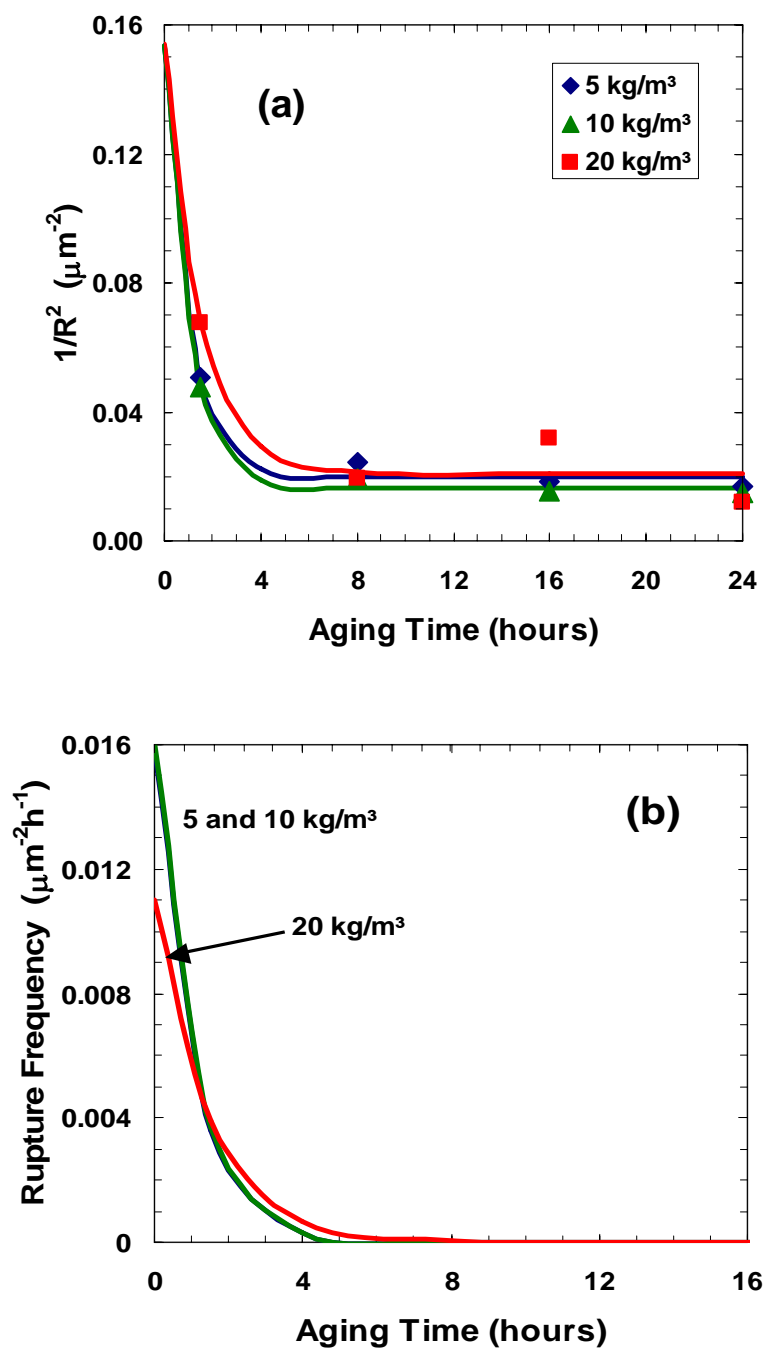 0.16
(a)
5 kg/m³
10 kg/m³
20 kg/m³
0.12
0.08
0.04
0.00
1/R² (μm⁻²)
0 4 8 12 16 20 24
Aging Time (hours)
0.016
5 and 10 kg/m³
(b)
0.012
20 kg/m³
0.008
0.004
0
Rupture Frequency (μm⁻²h⁻¹)
0 4 8 12 16
Aging Time (hours)